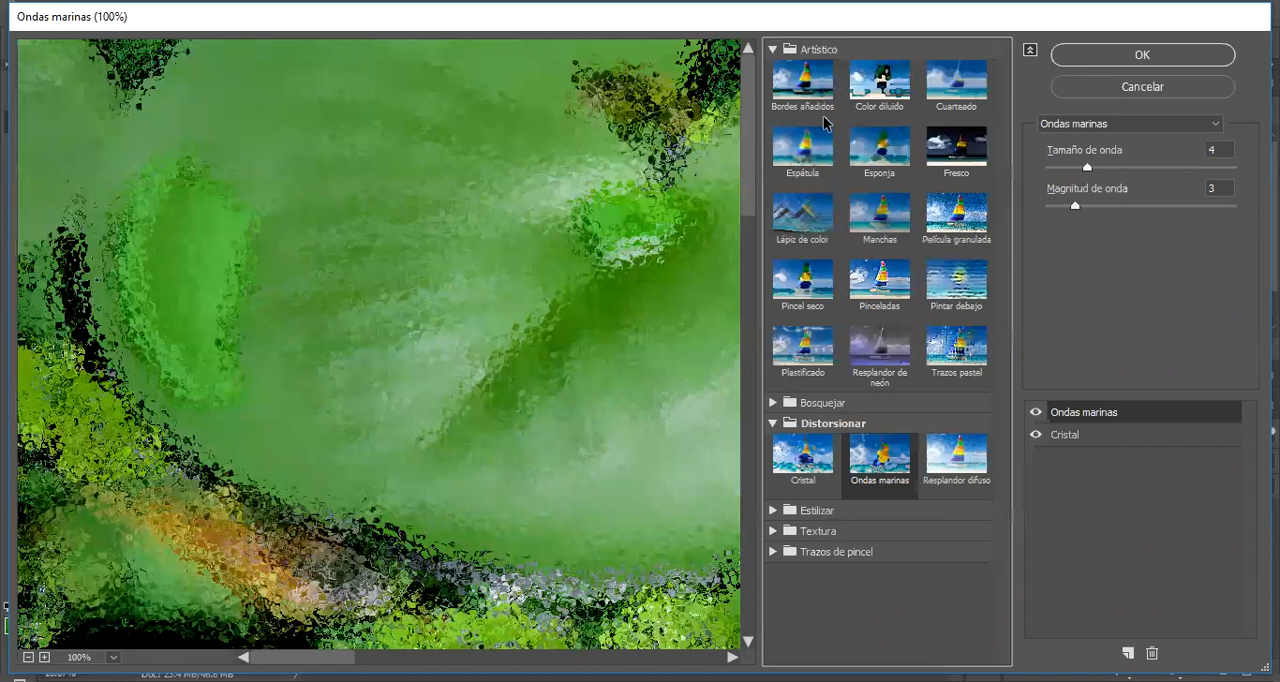 Ondas marinas (100%)
Artístico
Bordes añadidos
Color diluido
Cuarteado
Espátula
Esponja
Fresco
Lápiz de color
Manchas
Película granulada
Pincel seco
Pinceladas
Pintar debajo
Plastificado
Resplandor de
neón
Trazos pastel
Bosquejar
Distorsionar
Cristal
Ondas marinas
Resplandor difuso
Estilizar
Textura
Trazos de pincel
OK
Cancelar
Ondas marinas
Tamaño de onda 4
Magnitud de onda 3
Ondas marinas
Cristal
100%